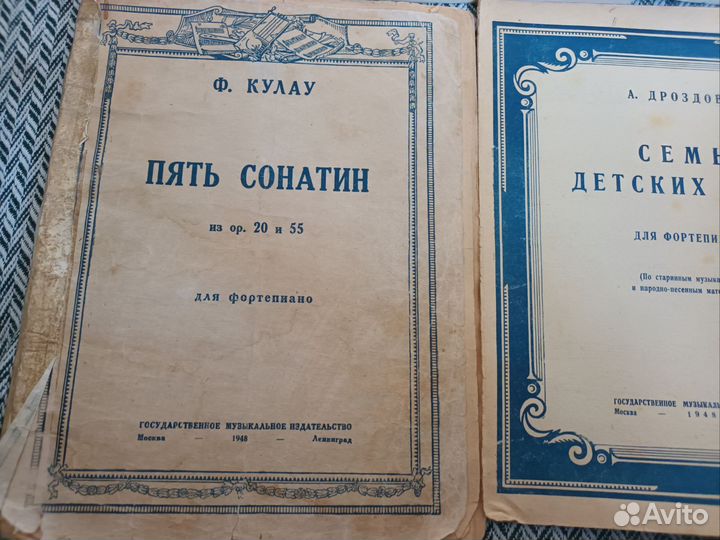 Ф. КУЛАУ
ПЯТЬ СОНАТИН
из ор. 20 и 55
для фортепиано
ГОСУДАРСТВЕННОЕ МУЗЫКАЛЬНОЕ ИЗДАТЕЛЬСТВО
Москва — 1948 — Ленинград
А. ДРОЗДОВ
СЕМЬ
ДЕТСКИХ
ДЛЯ ФОРТЕПИ
(По старинным музыка
и народно-песенным мат
ГОСУДАРСТВЕННОЕ МУЗЫКАЛЬ
Москва — 1948
Avito